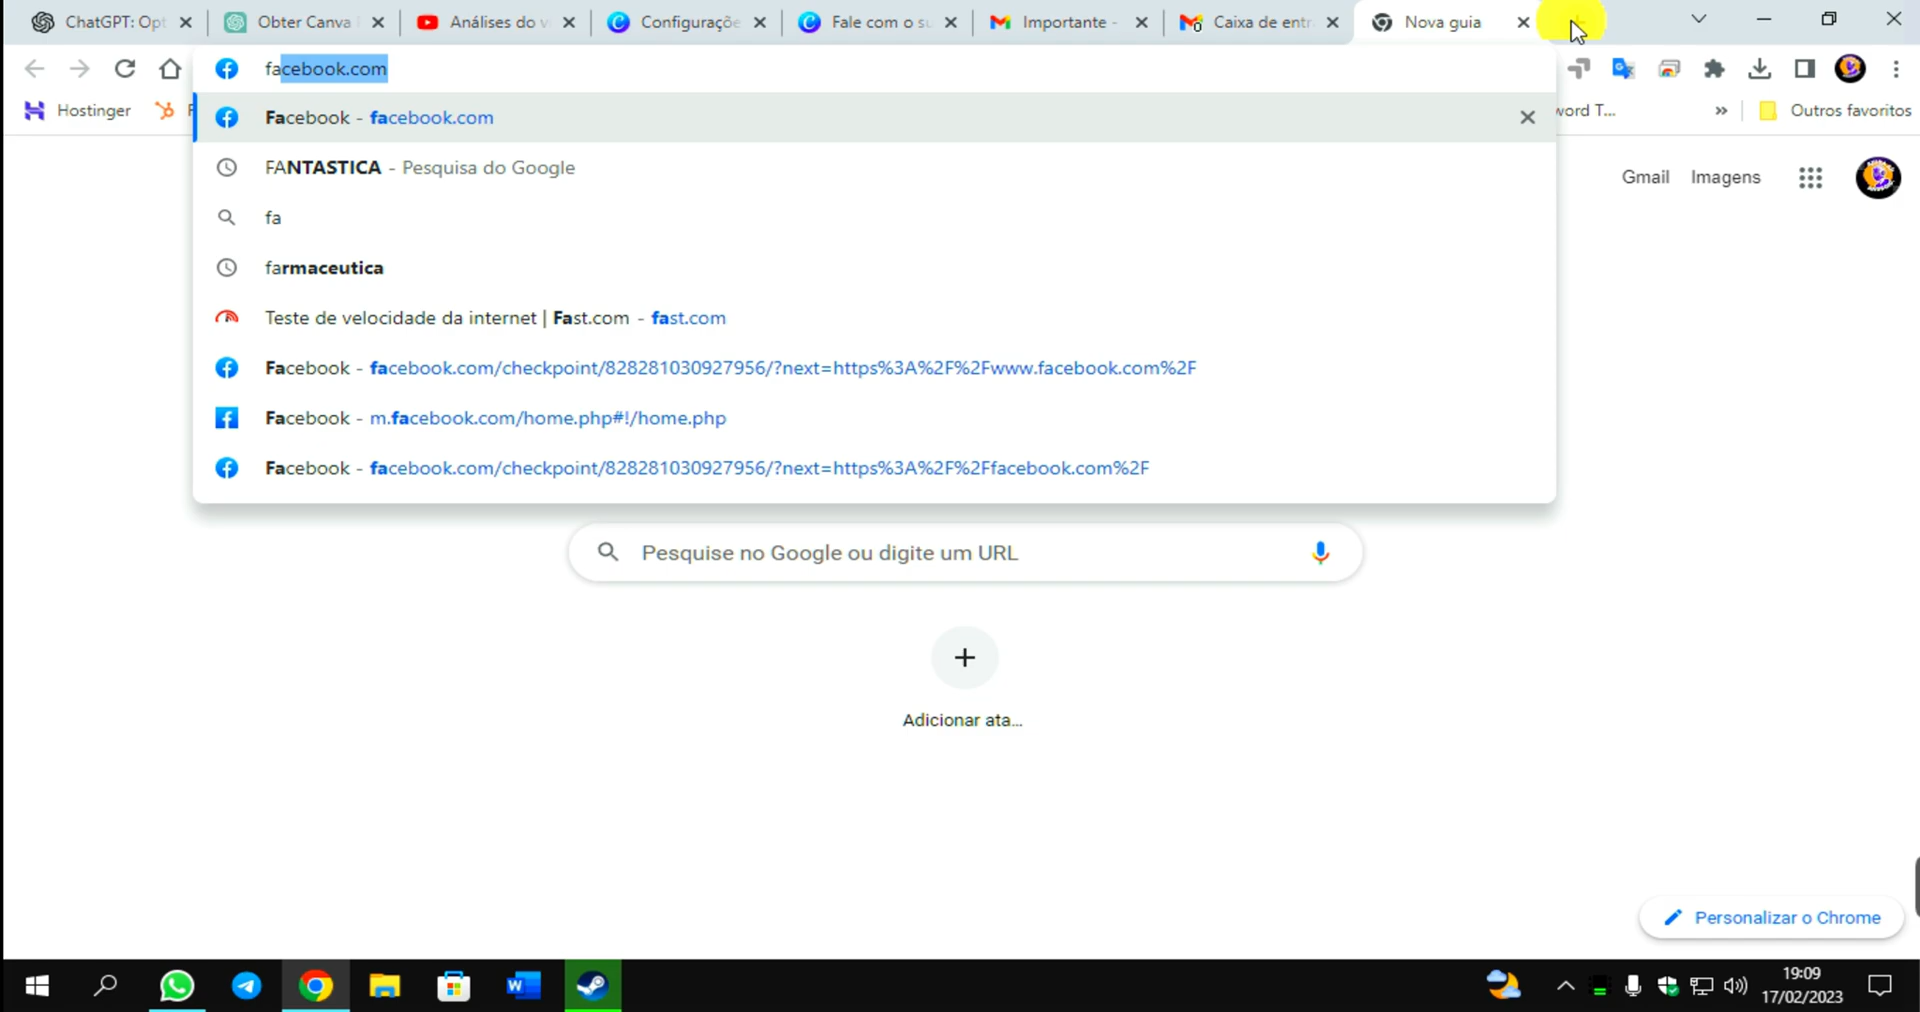 ChatGPT: Opt
Obter Canva
Análises do v
Configuraçõe
Fale com o su
Importante -
Caixa de entr
Nova guia
facebook.com
Hostinger
word T...
Outros favoritos
Facebook - facebook.com
FANTASTICA - Pesquisa do Google
fa
farmaceutica
Teste de velocidade da internet | Fast.com - fast.com
Facebook - facebook.com/checkpoint/828281030927956/?next=https%3A%2F%2Fwww.facebook.com%2F
Facebook - m.facebook.com/home.php#!/home.php
Facebook - facebook.com/checkpoint/828281030927956/?next=https%3A%2F%2Ffacebook.com%2F
Gmail
Imagens
Pesquise no Google ou digite um URL
Adicionar ata...
Personalizar o Chrome
19:09
17/02/2023